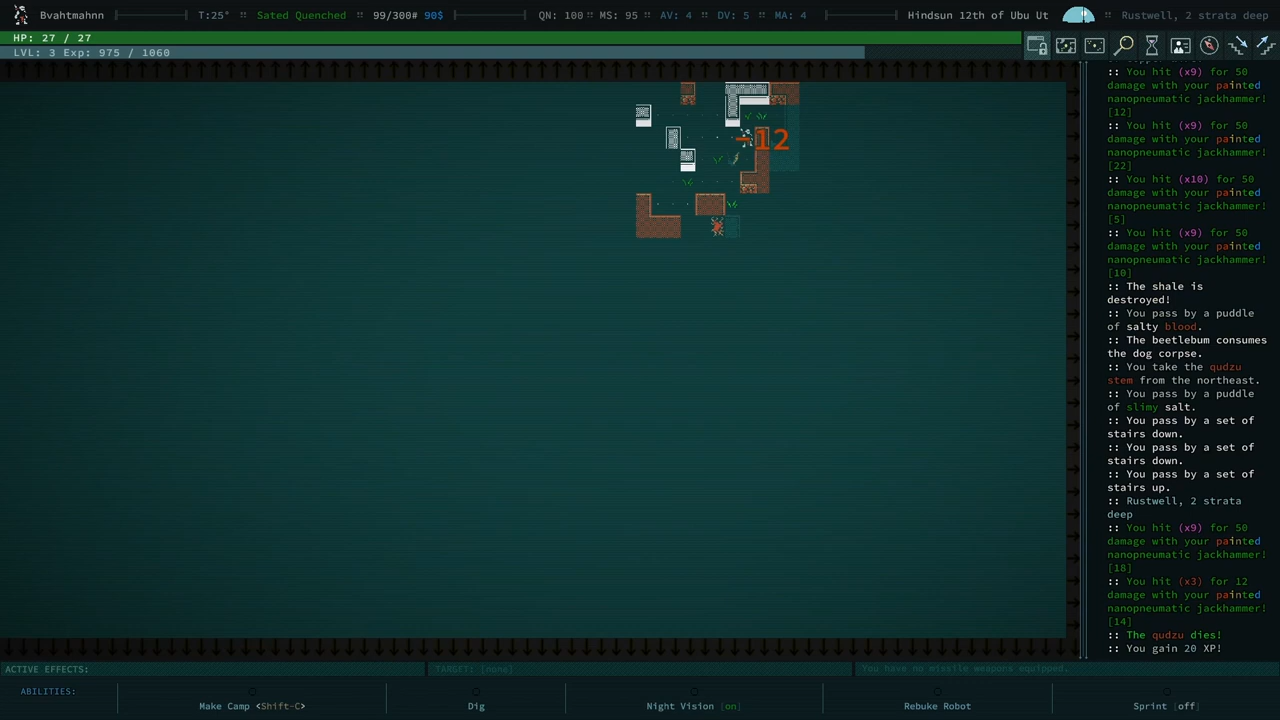 Bvahtmahnn T:25° :: Sated Quenched :: 99/300# 90$ QN: 100 :: MS: 95 :: AV: 4 :: DV: 5 :: MA: 4 Hindsun 12th of Ubu Ut :: Rustwell, 2 strata deep
HP: 27 / 27
LVL: 3 Exp: 975 / 1060
-12
:: You hit (x9) for 50
damage with your painted
nanopneumatic jackhammer!
[12]
:: You hit (x9) for 50
damage with your painted
nanopneumatic jackhammer!
[22]
:: You hit (x10) for 50
damage with your painted
nanopneumatic jackhammer!
[5]
:: You hit (x9) for 50
damage with your painted
nanopneumatic jackhammer!
[10]
:: The shale is
destroyed!
:: You pass by a puddle
of salty blood.
:: The beetlebum consumes
the dog corpse.
:: You take the qudzu
stem from the northeast.
:: You pass by a puddle
of slimy salt.
:: You pass by a set of
stairs down.
:: You pass by a set of
stairs down.
:: You pass by a set of
stairs up.
:: Rustwell, 2 strata
deep
:: You hit (x9) for 50
damage with your painted
nanopneumatic jackhammer!
[18]
:: You hit (x3) for 12
damage with your painted
nanopneumatic jackhammer!
[14]
:: The qudzu dies!
:: You gain 20 XP!
ACTIVE EFFECTS: TARGET: [none] You have no missile weapons equipped.
ABILITIES: Make Camp <Shift-C> Dig Night Vision [on] Rebuke Robot Sprint [off]